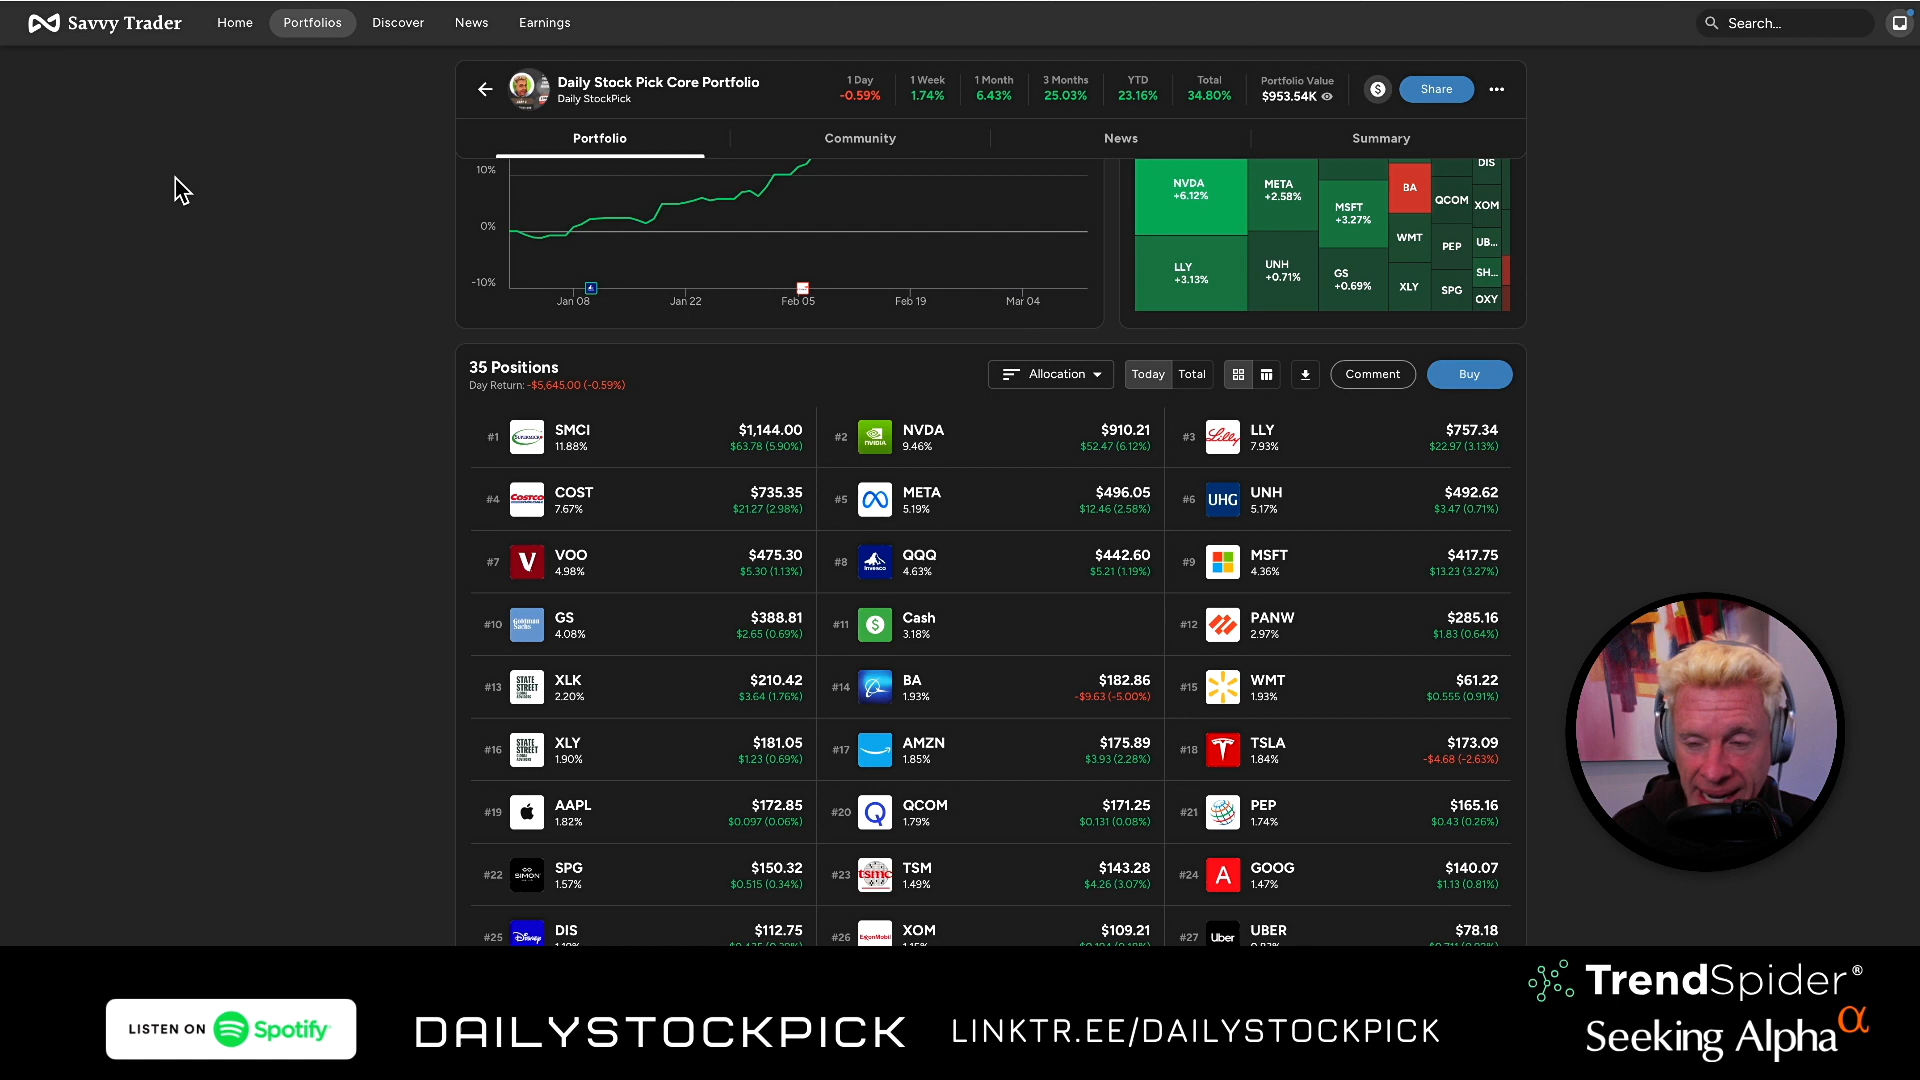 Savvy Trader
Home
Portfolios
Discover
News
Earnings
Search...
Daily Stock Pick Core Portfolio
Daily StockPick
1 Day
-0.59%
1 Week
1.74%
1 Month
6.43%
3 Months
25.03%
YTD
23.16%
Total
34.80%
Portfolio Value
$953.54K
Share
Portfolio
Community
News
Summary
10%
0%
-10%
Jan 08
Jan 22
Feb 05
Feb 19
Mar 04
NVDA
+6.12%
META
+2.58%
MSFT
+3.27%
BA
QCOM
DIS
XOM
WMT
PEP
UB...
LLY
+3.13%
UNH
+0.71%
GS
+0.69%
XLY
SPG
SH...
OXY
35 Positions
Day Return: -$5,645.00 (-0.59%)
Allocation
Today
Total
Comment
Buy
#1
SMCI
11.88%
$1,144.00
$63.78 (5.90%)
#2
NVIDIA
NVDA
9.46%
$910.21
$52.47 (6.12%)
#3
Lilly
LLY
7.93%
$757.34
$22.97 (3.13%)
#4
Costco
COST
7.67%
$735.35
$21.27 (2.98%)
#5
META
5.19%
$496.05
$12.46 (2.58%)
#6
UHG
UNH
5.17%
$492.62
$3.47 (0.71%)
#7
V
VOO
4.98%
$475.30
$5.30 (1.13%)
#8
Invesco
QQQ
4.63%
$442.60
$5.21 (1.19%)
#9
MSFT
4.36%
$417.75
$13.23 (3.27%)
#10
Goldman
Sachs
GS
4.08%
$388.81
$2.65 (0.69%)
#11
Cash
3.18%
#12
PANW
2.97%
$285.16
$1.83 (0.64%)
#13
STATE
STREET
XLK
2.20%
$210.42
$3.64 (1.76%)
#14
BA
1.93%
$182.86
-$9.63 (-5.00%)
#15
WMT
1.93%
$61.22
$0.555 (0.91%)
#16
STATE
STREET
XLY
1.90%
$181.05
$1.23 (0.69%)
#17
AMZN
1.85%
$175.89
$3.93 (2.28%)
#18
TSLA
1.84%
$173.09
-$4.68 (-2.63%)
#19
AAPL
1.82%
$172.85
$0.097 (0.06%)
#20
QCOM
1.79%
$171.25
$0.131 (0.08%)
#21
PEP
1.74%
$165.16
$0.43 (0.26%)
#22
SIMON
SPG
1.57%
$150.32
$0.515 (0.34%)
#23
tsmc
TSM
1.49%
$143.28
$4.26 (3.07%)
#24
A
GOOG
1.47%
$140.07
$1.13 (0.81%)
#25
Disney
DIS
$112.75
#26
ExxonMobil
XOM
$109.21
#27
Uber
UBER
$78.18
LISTEN ON Spotify
DAILYSTOCKPICK
LINKTR.EE/DAILYSTOCKPICK
TrendSpider®
Seeking Alpha α